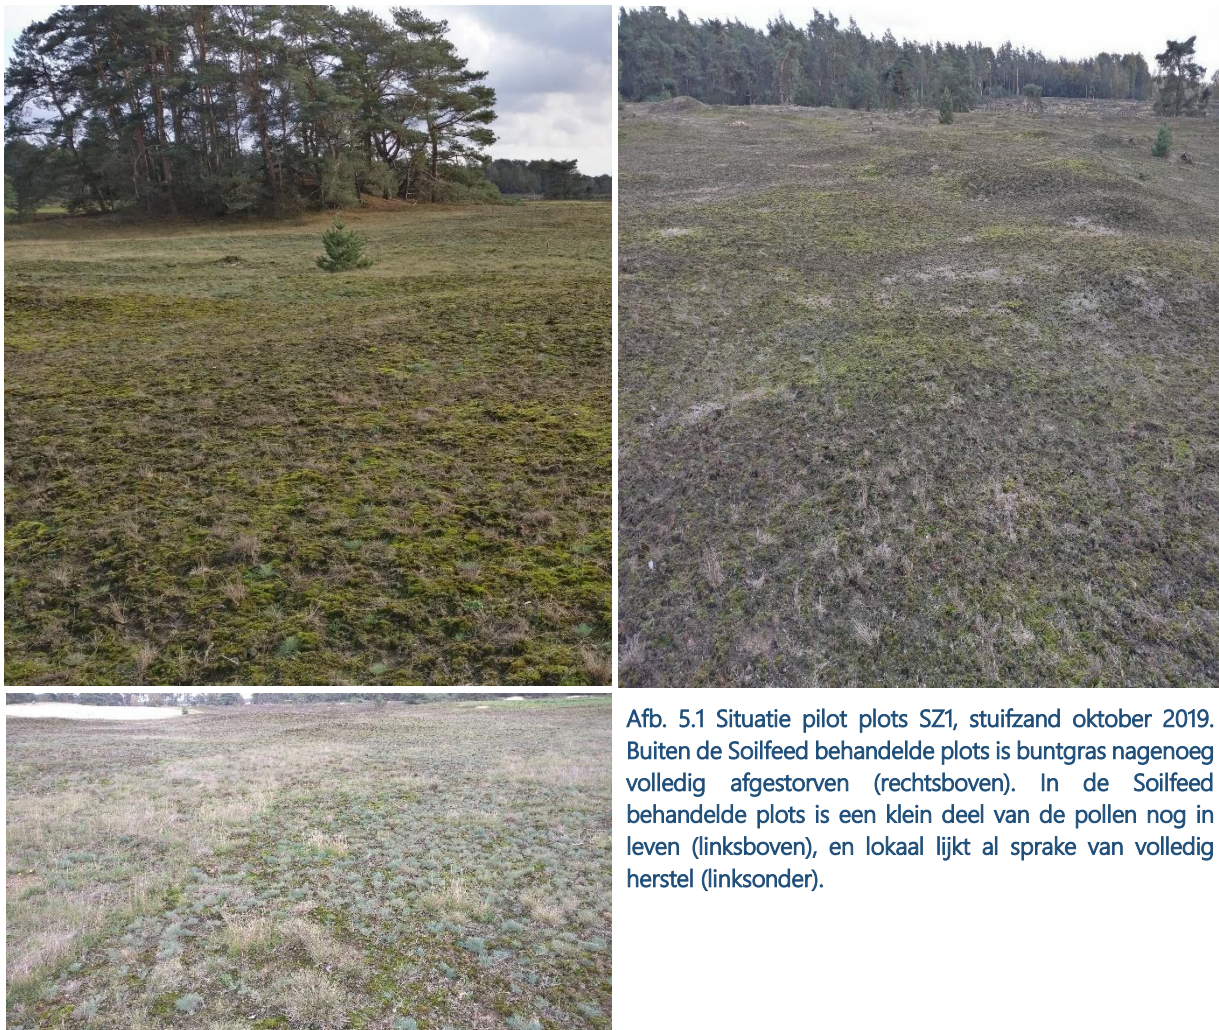 Afb. 5.1 Situatie pilot plots SZ1, stuifzand oktober 2019.
Buiten de Soilfeed behandelde plots is buntgras nagenoeg
volledig afgestorven (rechtsboven). In de Soilfeed
behandelde plots is een klein deel van de pollen nog in
leven (linksboven), en lokaal lijkt al sprake van volledig
herstel (linksonder).